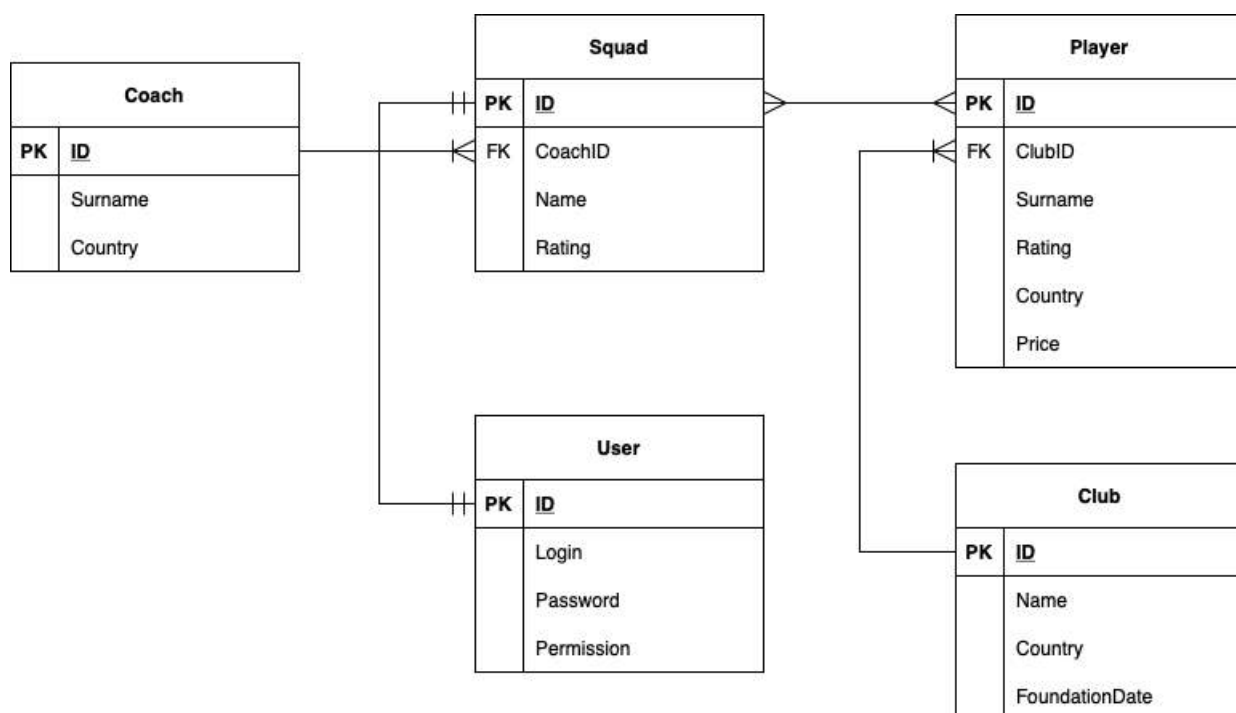 Coach
PK ID
Surname
Country
Squad
PK ID
FK CoachID
Name
Rating
Player
PK ID
FK ClubID
Surname
Rating
Country
Price
User
PK ID
Login
Password
Permission
Club
PK ID
Name
Country
FoundationDate